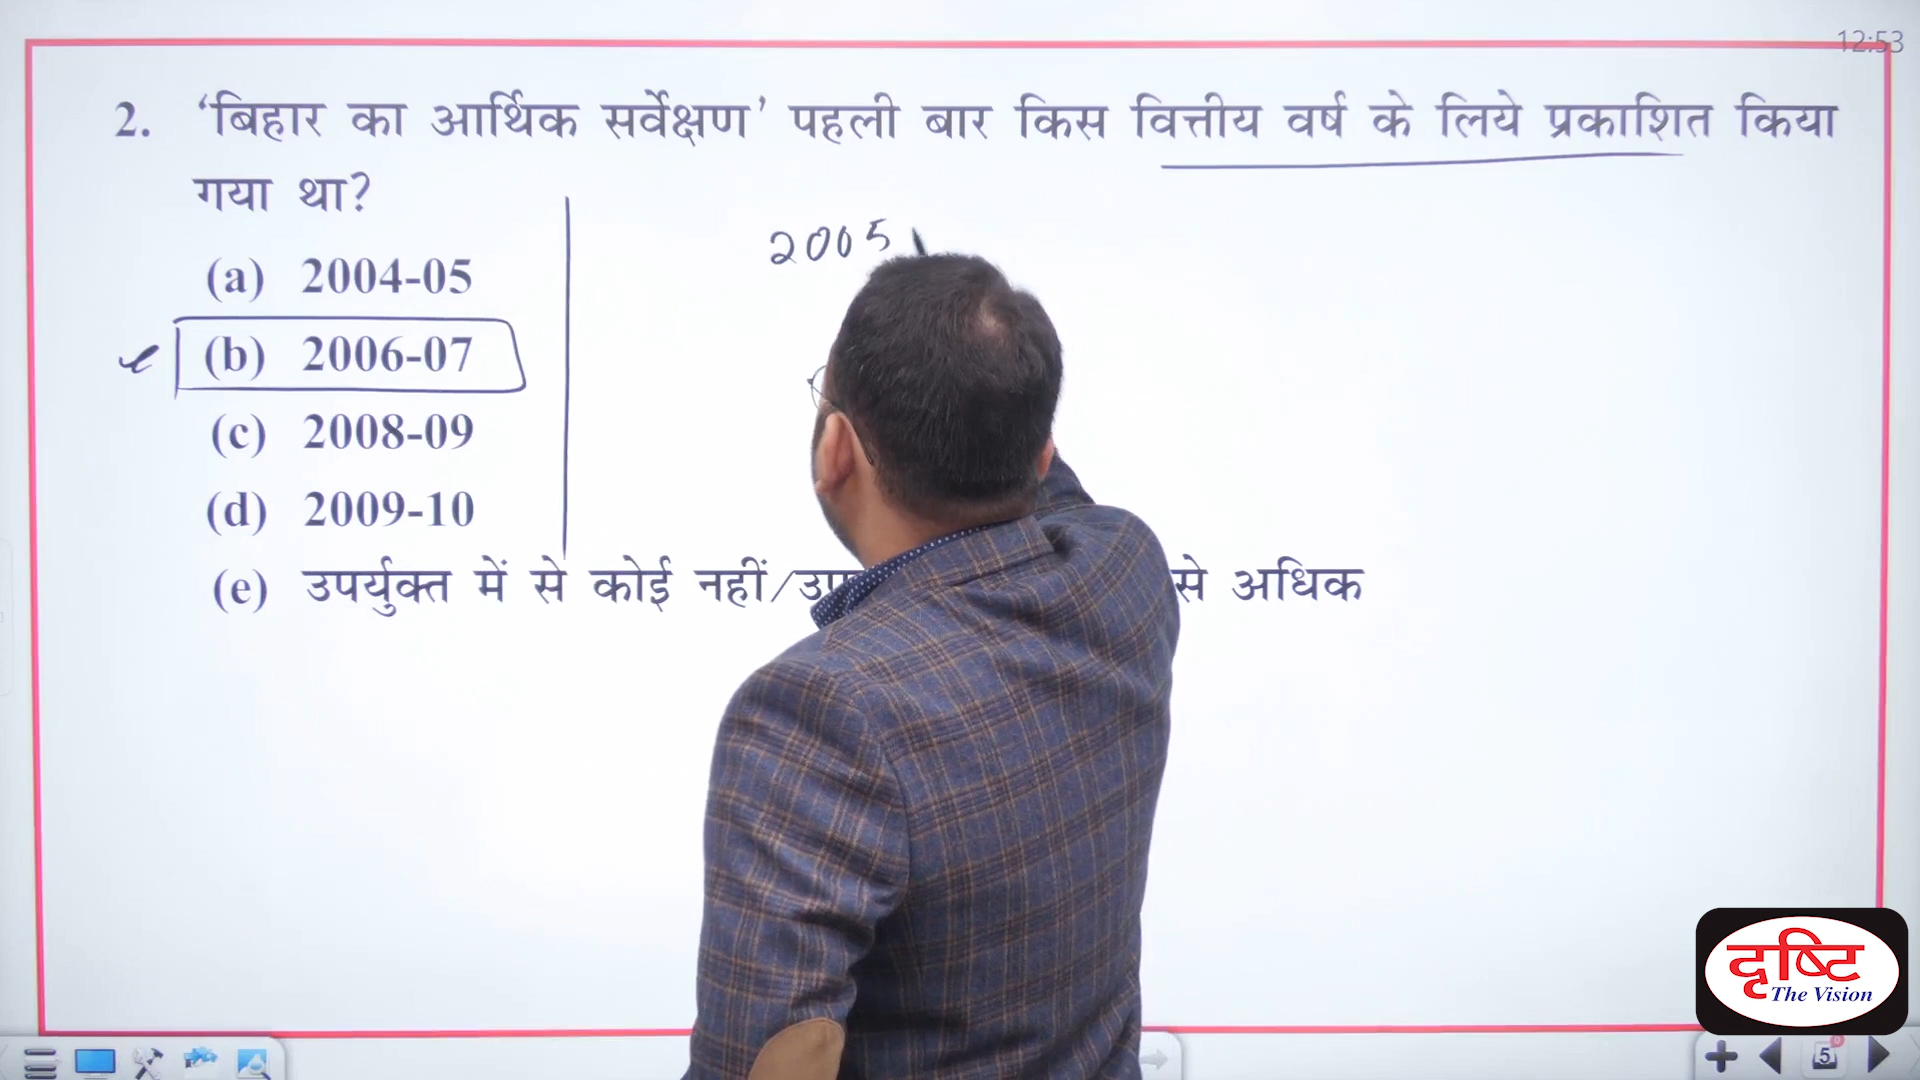 12:53
2. ‘बिहार का आर्थिक सर्वेक्षण’ पहली बार किस वित्तीय वर्ष के लिये प्रकाशित किया
गया था?
2005
(a) 2004-05
(b) 2006-07
(c) 2008-09
(d) 2009-10
(e) उपर्युक्त में से कोई नहीं/ से अधिक
दृष्टि
The Vision
5